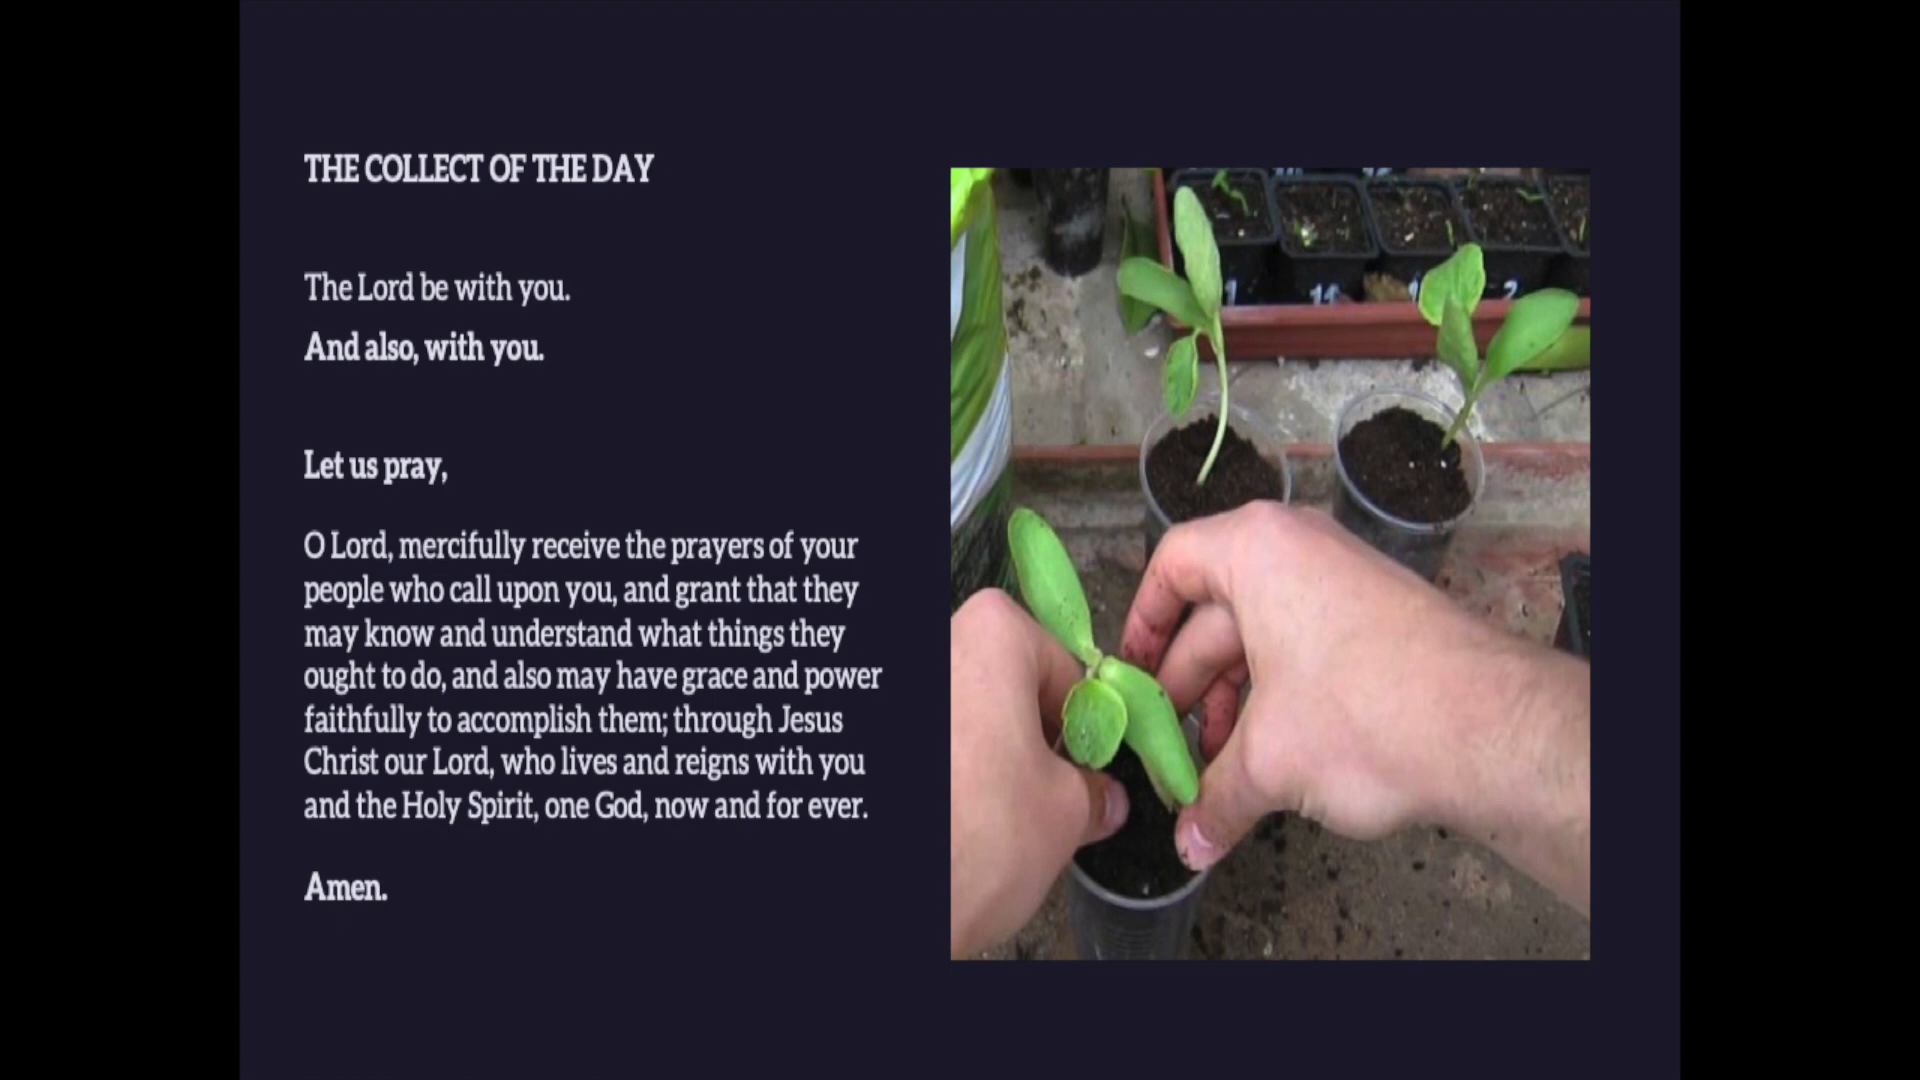 THE COLLECT OF THE DAY
The Lord be with you.
And also, with you.
Let us pray,
O Lord, mercifully receive the prayers of your
people who call upon you, and grant that they
may know and understand what things they
ought to do, and also may have grace and power
faithfully to accomplish them; through Jesus
Christ our Lord, who lives and reigns with you
and the Holy Spirit, one God, now and for ever.
Amen.
11
2